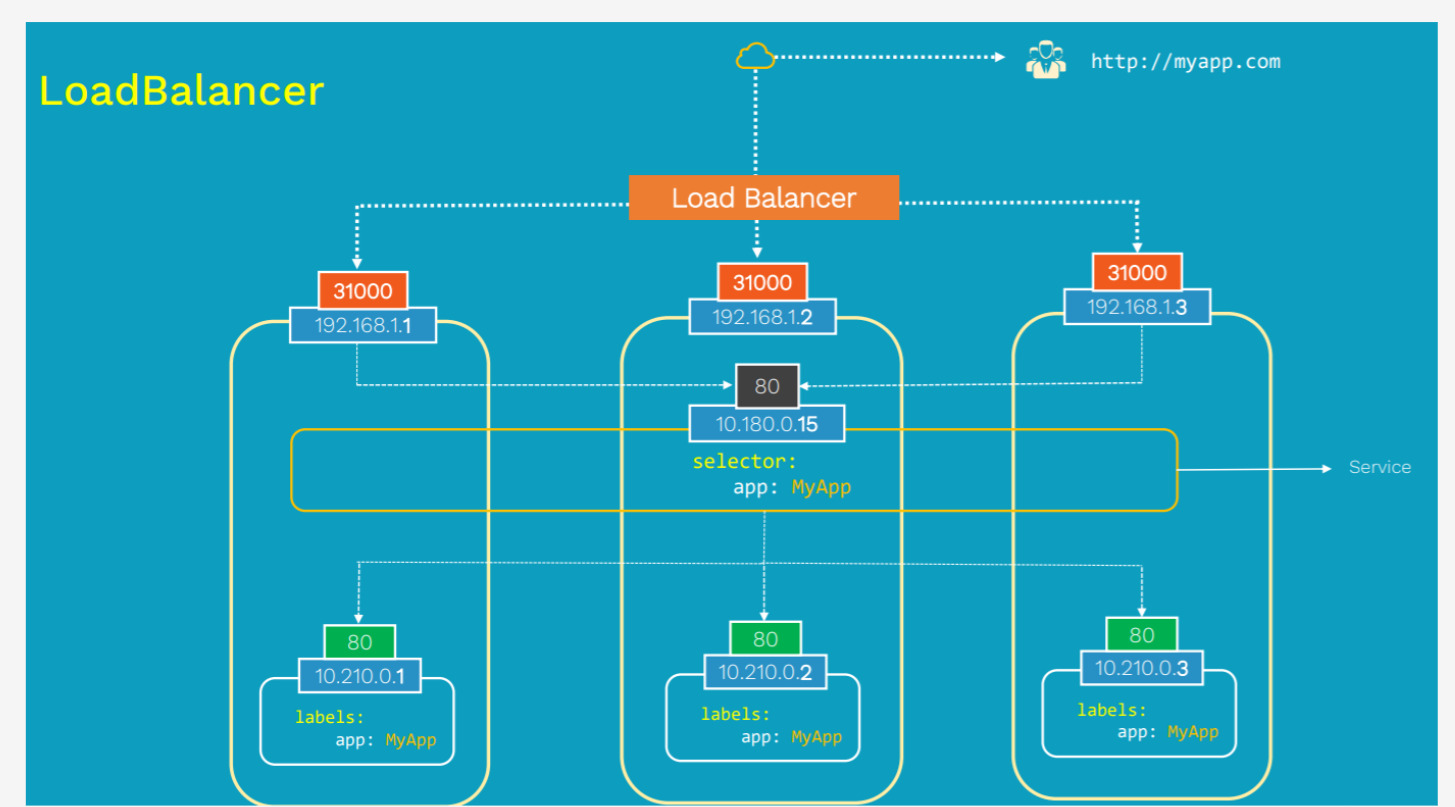 LoadBalancer
http://myapp.com
Load Balancer
31000
31000
31000
192.168.1.1
192.168.1.2
192.168.1.3
80
10.180.0.15
selector:
app: MyApp
Service
80
80
80
10.210.0.1
10.210.0.2
10.210.0.3
labels:
app: MyApp
labels:
app: MyApp
labels:
app: MyApp